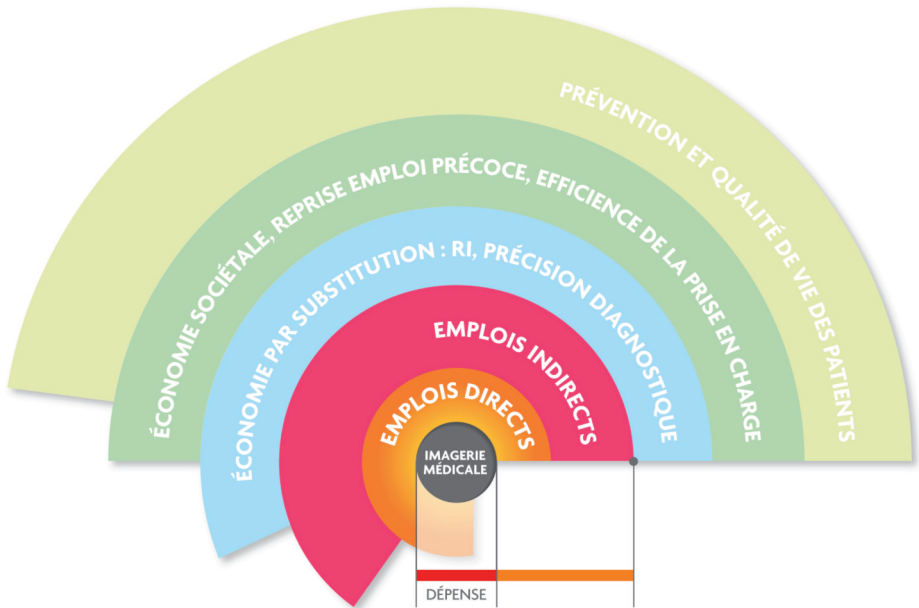 PRÉVENTION ET QUALITÉ DE VIE DES PATIENTS
ÉCONOMIE SOCIÉTALE, REPRISE EMPLOI PRÉCOCE, EFFICIENCE DE LA PRISE EN CHARGE
ÉCONOMIE PAR SUBSTITUTION : RI, PRÉCISION DIAGNOSTIQUE
EMPLOIS INDIRECTS
EMPLOIS DIRECTS
IMAGERIE
MÉDICALE
DÉPENSE